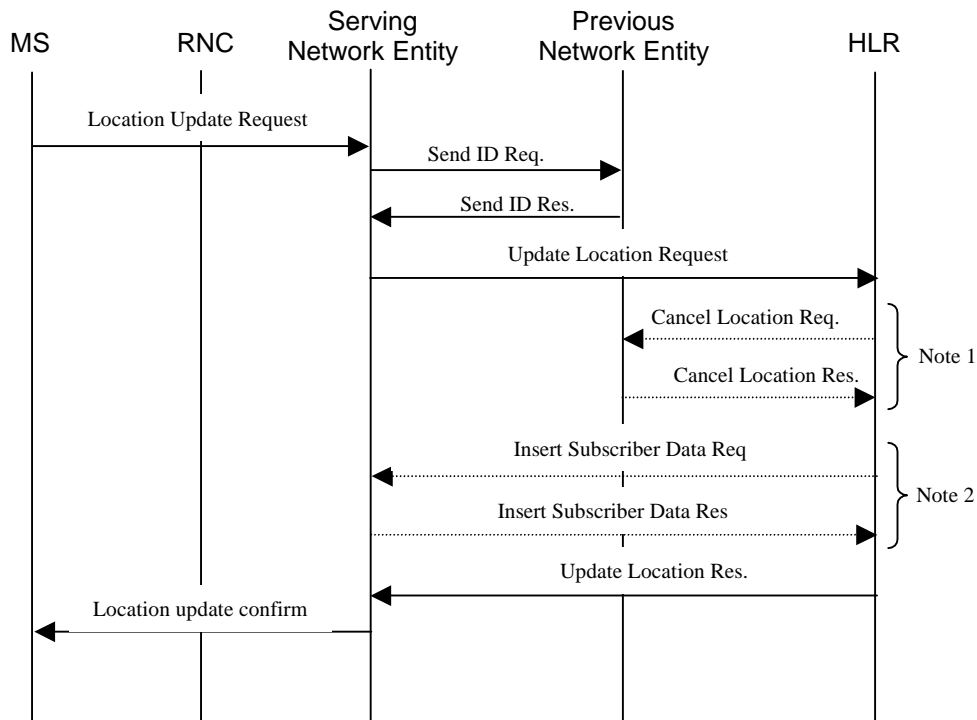 MS
RNC
Serving
Network Entity
Previous
Network Entity
HLR
Location Update Request
Send ID Req.
Send ID Res.
Update Location Request
Cancel Location Req.
Note 1
Cancel Location Res.
Insert Subscriber Data Req
Note 2
Insert Subscriber Data Res
Update Location Res.
Location update confirm